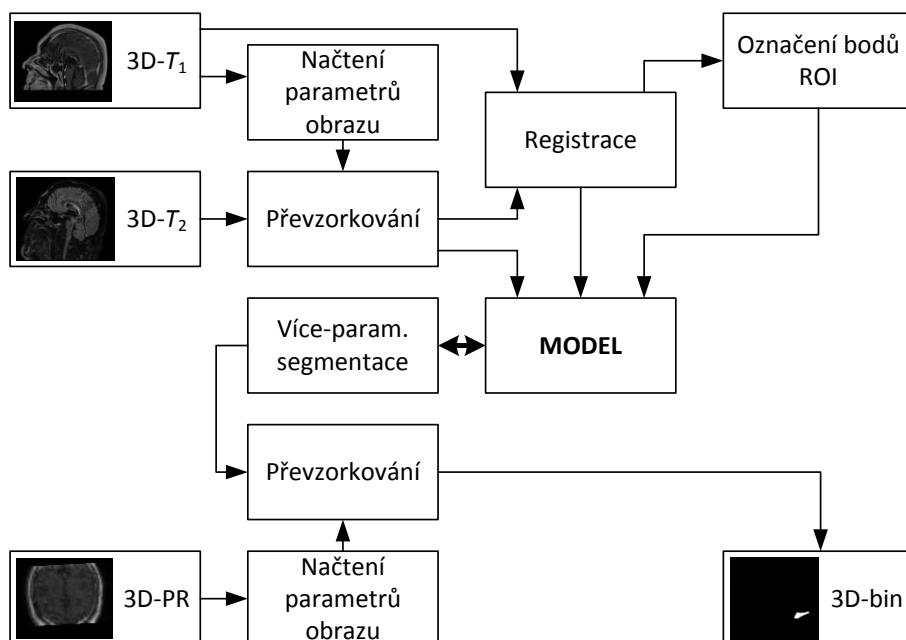 3D-T1
Načtení
parametrů
obrazu
Označení bodů
ROI
Registrace
3D-T2
Převzorkování
Více-param.
segmentace
MODEL
Převzorkování
3D-PR
Načtení
parametrů
obrazu
3D-bin